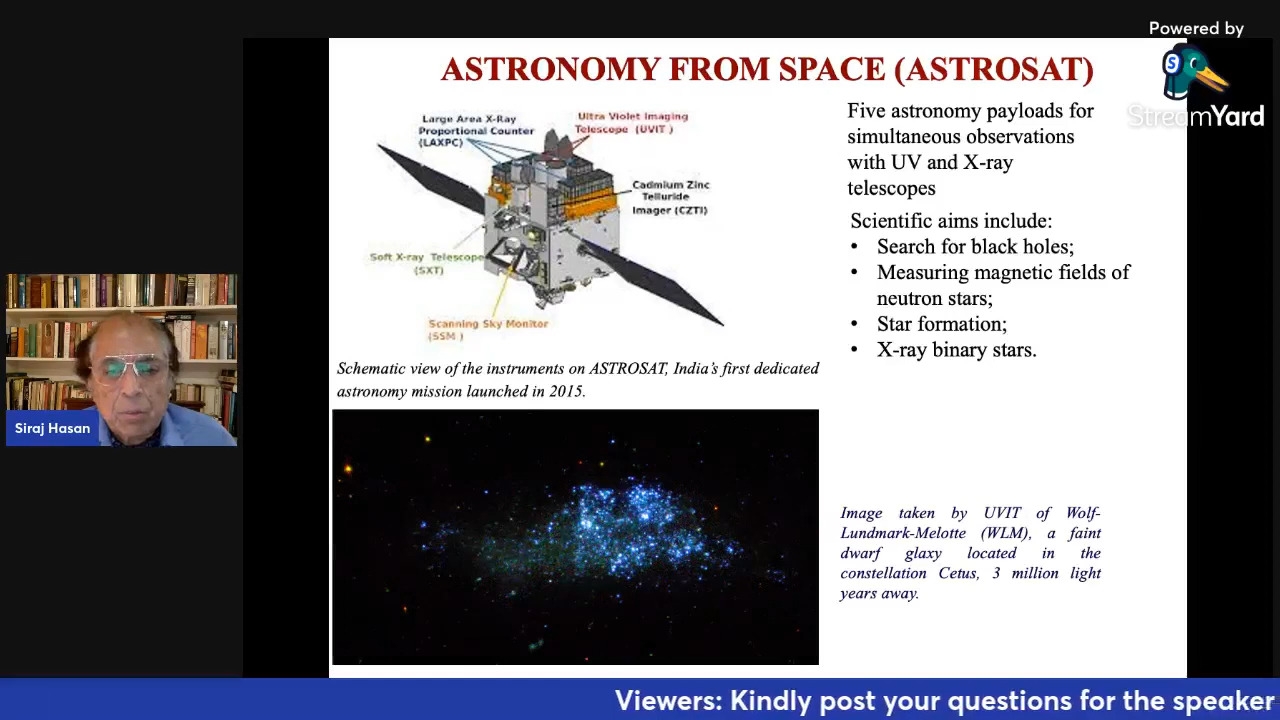 Powered by
StreamYard
ASTRONOMY FROM SPACE (ASTROSAT)
Large Area X-Ray
Proportional Counter
(LAXPC)
Ultra Violet Imaging
Telescope (UVIT )
Cadmium Zinc
Telluride
Imager (CZTI)
Soft X-ray Telescope
(SXT)
Scanning Sky Monitor
(SSM )
Schematic view of the instruments on ASTROSAT, India's first dedicated
astronomy mission launched in 2015.
Five astronomy payloads for
simultaneous observations
with UV and X-ray
telescopes
Scientific aims include:
• Search for black holes;
• Measuring magnetic fields of
neutron stars;
• Star formation;
• X-ray binary stars.
Image taken by UVIT of Wolf-
Lundmark-Melotte (WLM), a faint
dwarf glaxy located in the
constellation Cetus, 3 million light
years away.
Siraj Hasan
Viewers: Kindly post your questions for the speaker